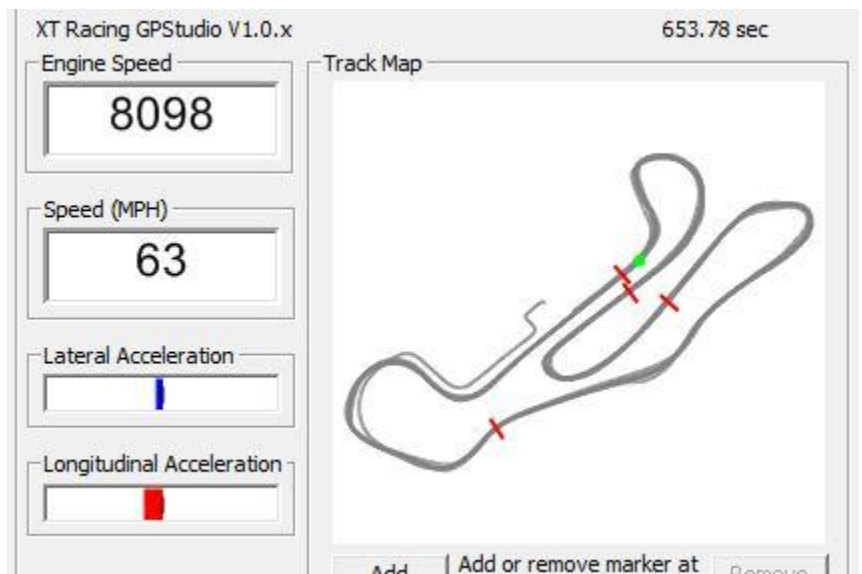 XT Racing GPStudio V1.0.x
653.78 sec
Engine Speed
8098
Track Map
Speed (MPH)
63
Lateral Acceleration
Longitudinal Acceleration
Add
Add or remove marker at
Remove